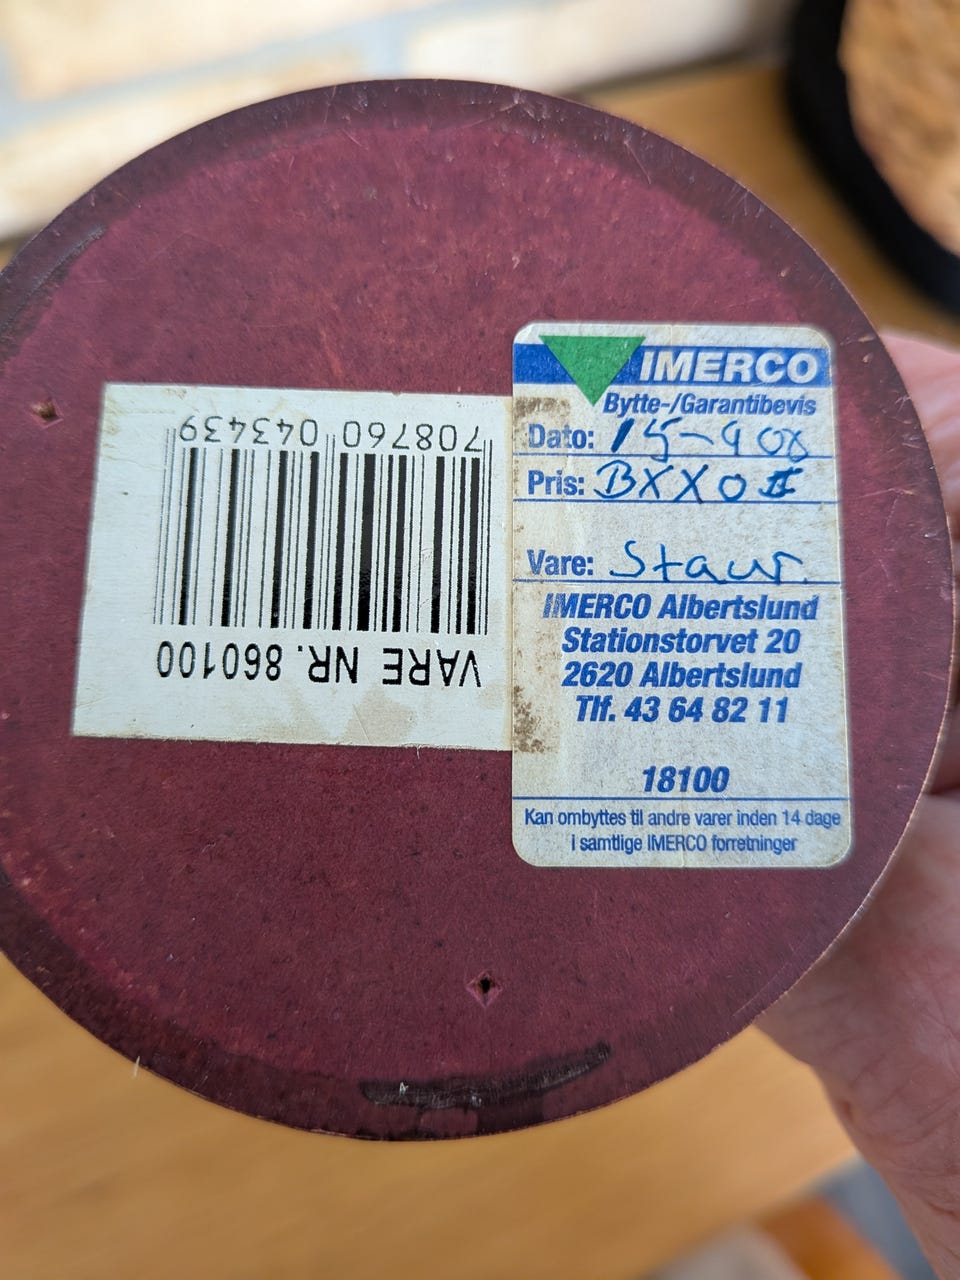 708760 043439
VARE NR. 860100
IMERCO
Bytte-/Garantibevis
Dato: 15-9 08
Pris: BXXO
Vare: Staur.
IMERCO Albertslund
Stationstorvet 20
2620 Albertslund
Tlf. 43 64 82 11
18100
Kan ombyttes til andre varer inden 14 dage
i samtlige IMERCO forretninger